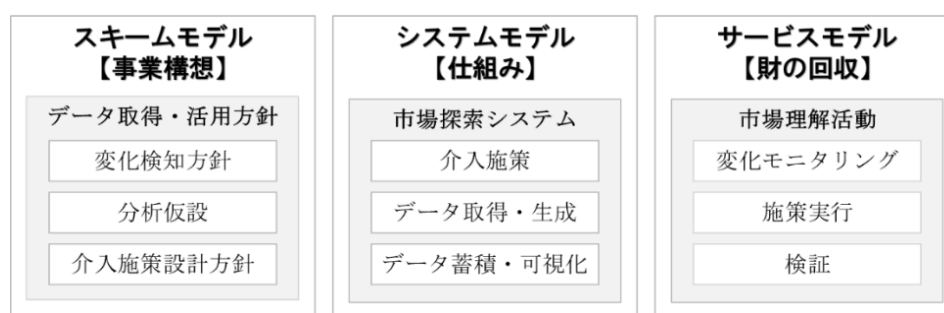 スキームモデル
【事業構想】
データ取得・活用方針
変化検知方針
分析仮設
介入施策設計方針
システムモデル
【仕組み】
市場探索システム
介入施策
データ取得・生成
データ蓄積・可視化
サービスモデル
【財の回収】
市場理解活動
変化モニタリング
施策実行
検証